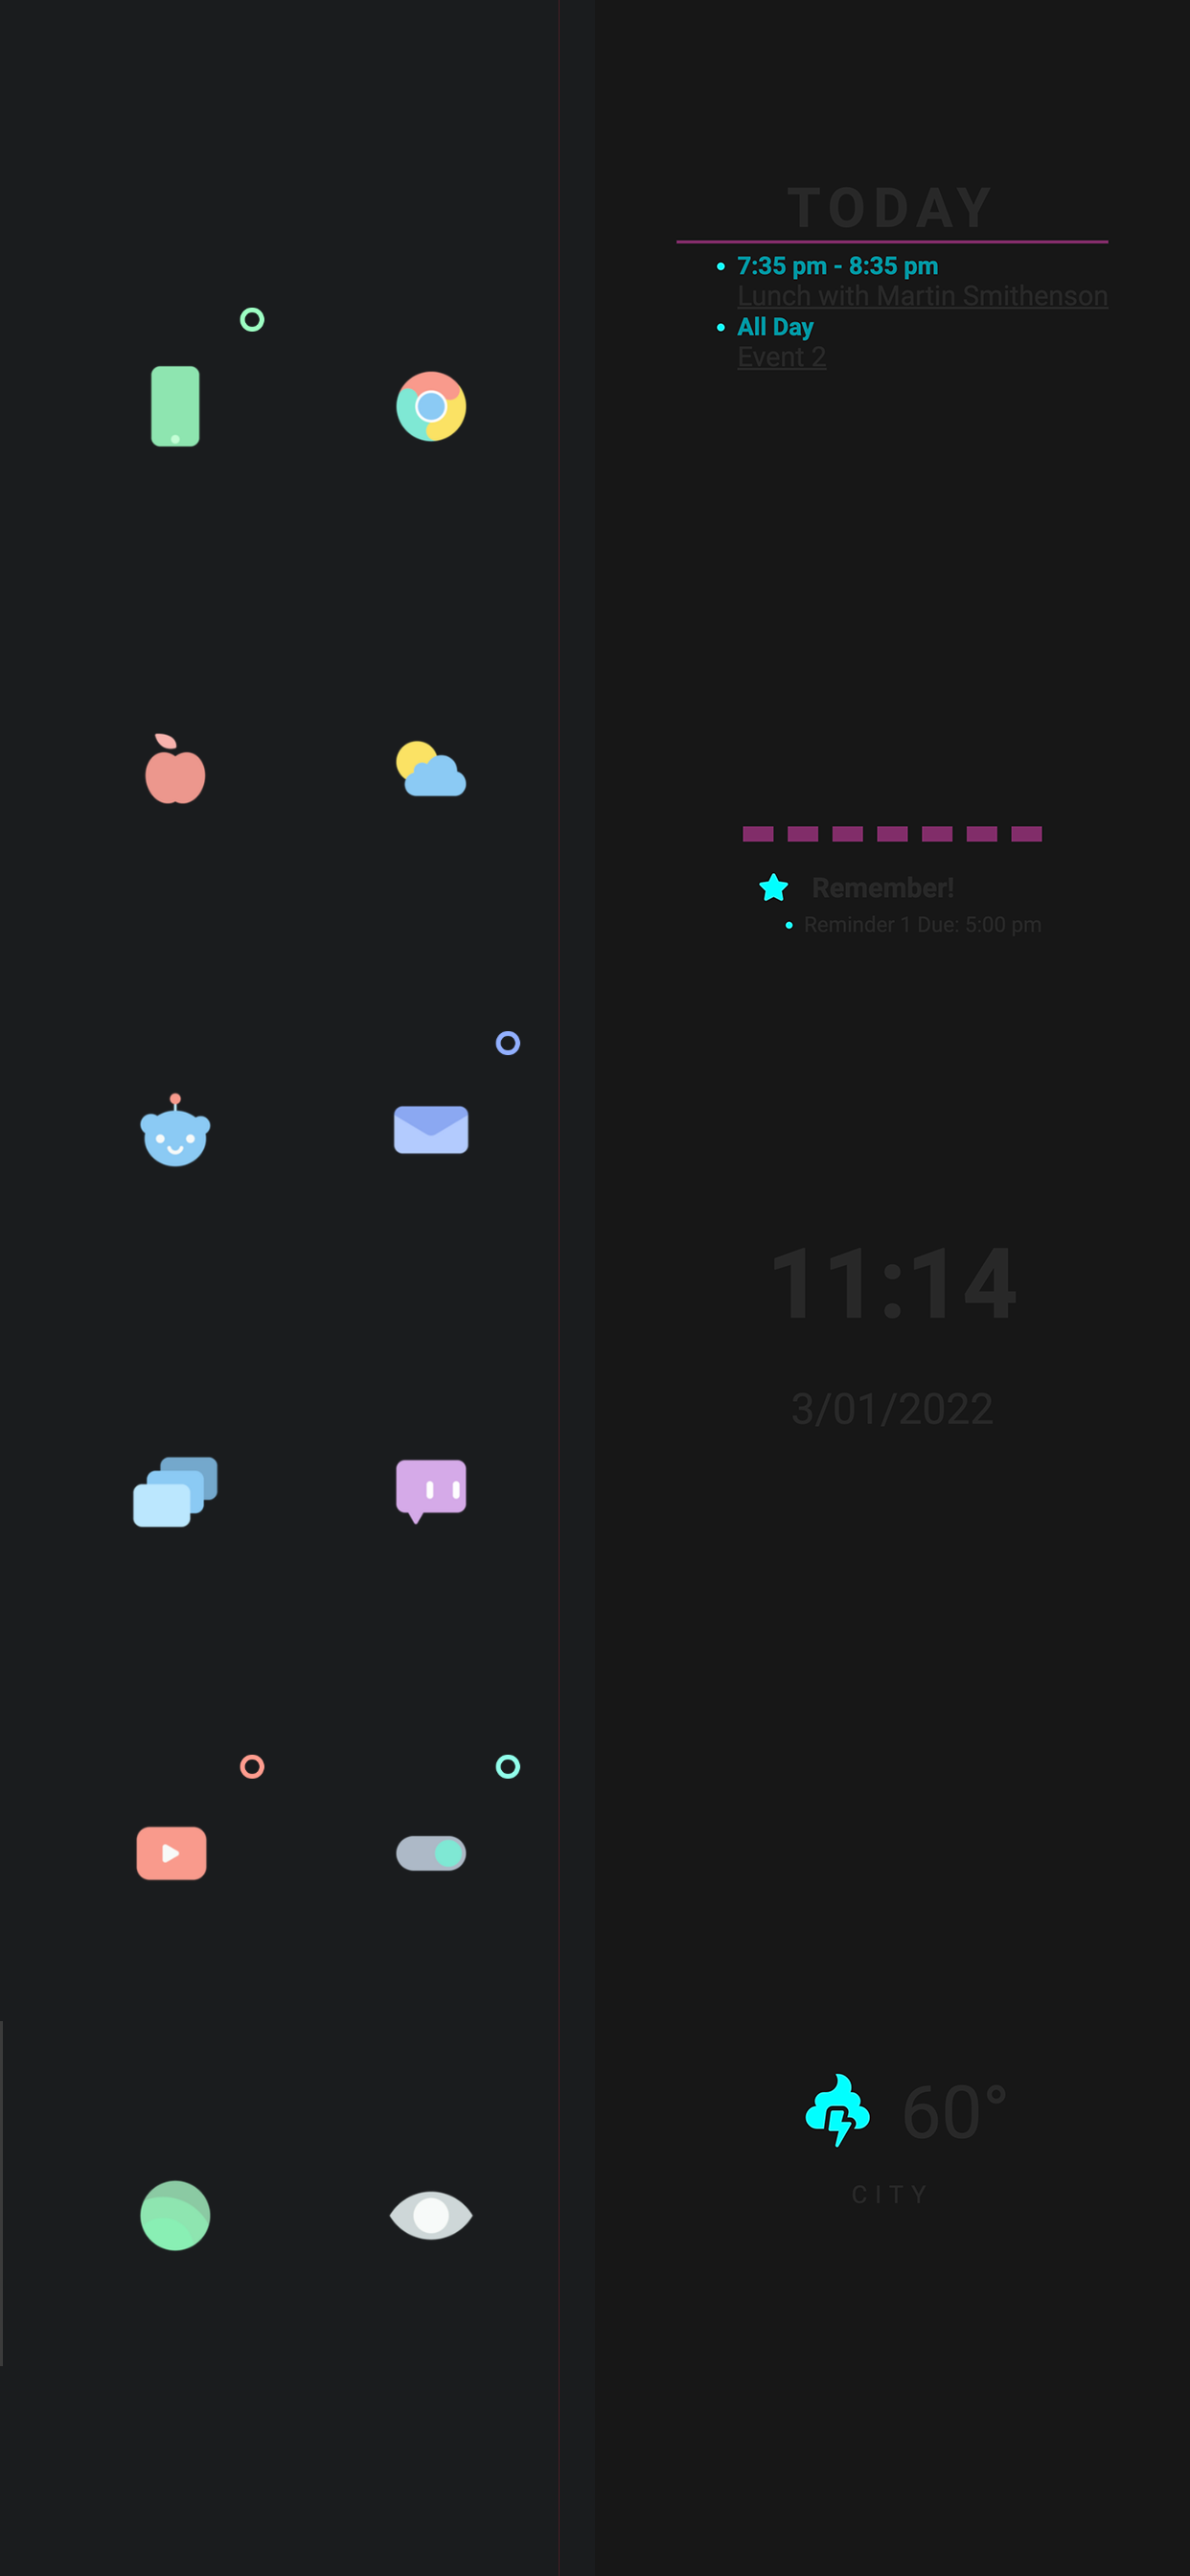 TODAY
7:35 pm - 8:35 pm
Lunch with Martin Smithenson
All Day
Event 2
Remember!
Reminder 1 Due: 5:00 pm
11:14
3/01/2022
60°
CITY